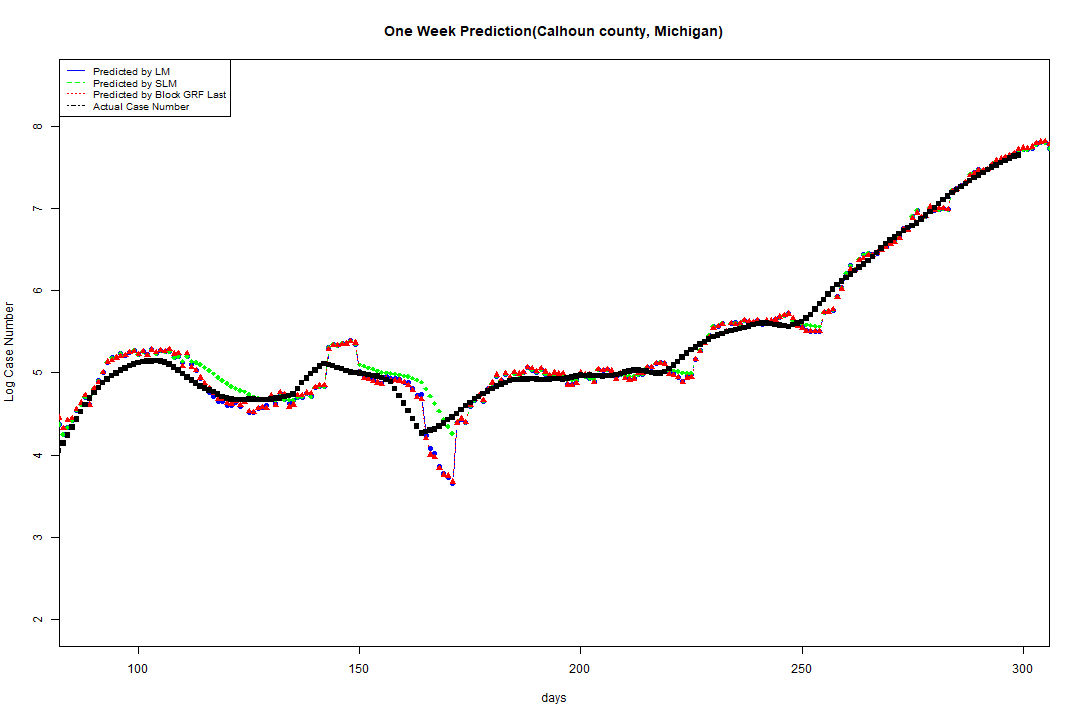 One Week Prediction(Calhoun county, Michigan)
Predicted by LM
Predicted by SLM
Predicted by Block GRF Last
Actual Case Number
8
7
6
5
4
3
2
Log Case Number
100 150 200 250 300
days